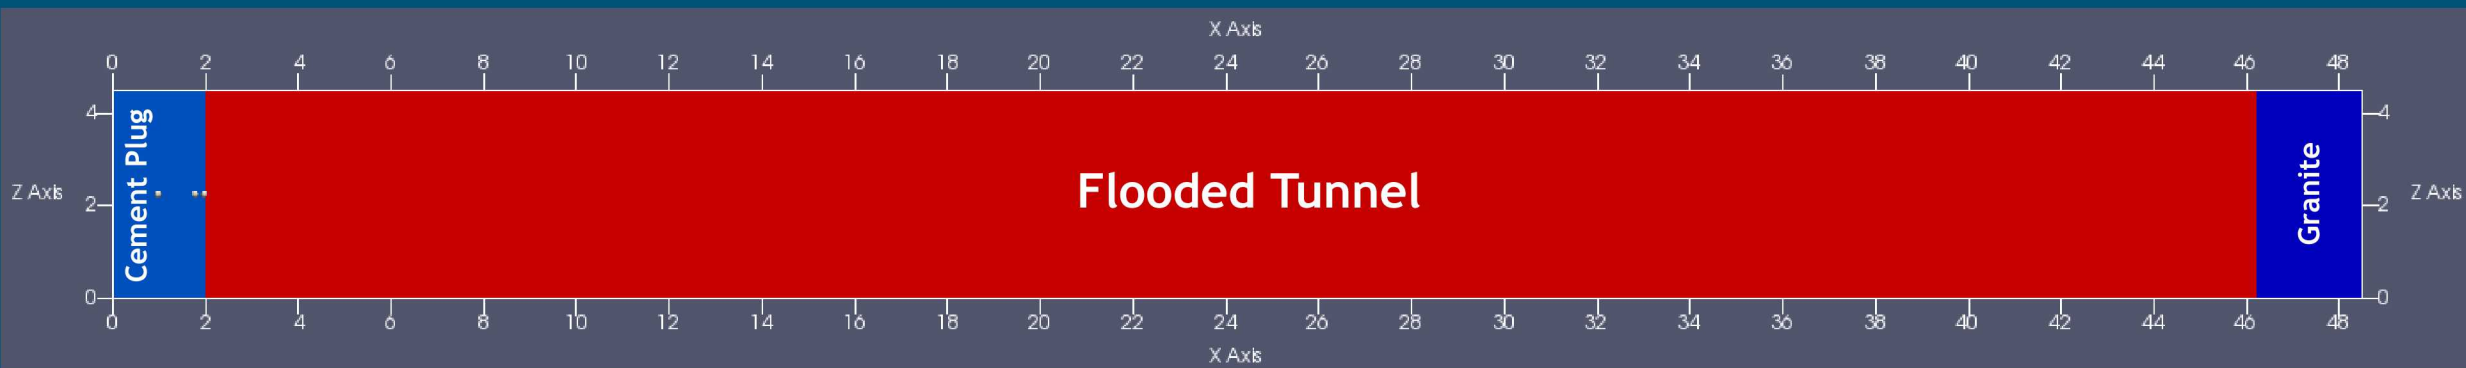 X Axis
0 2 4 6 8 10 12 14 16 18 20 22 24 26 28 30 32 34 36 38 40 42 44 46 48
4 4
Cement Plug
Flooded Tunnel
Granite
Z Axis Z Axis
2 2
0 0
0 2 4 6 8 10 12 14 16 18 20 22 24 26 28 30 32 34 36 38 40 42 44 46 48
X Axis